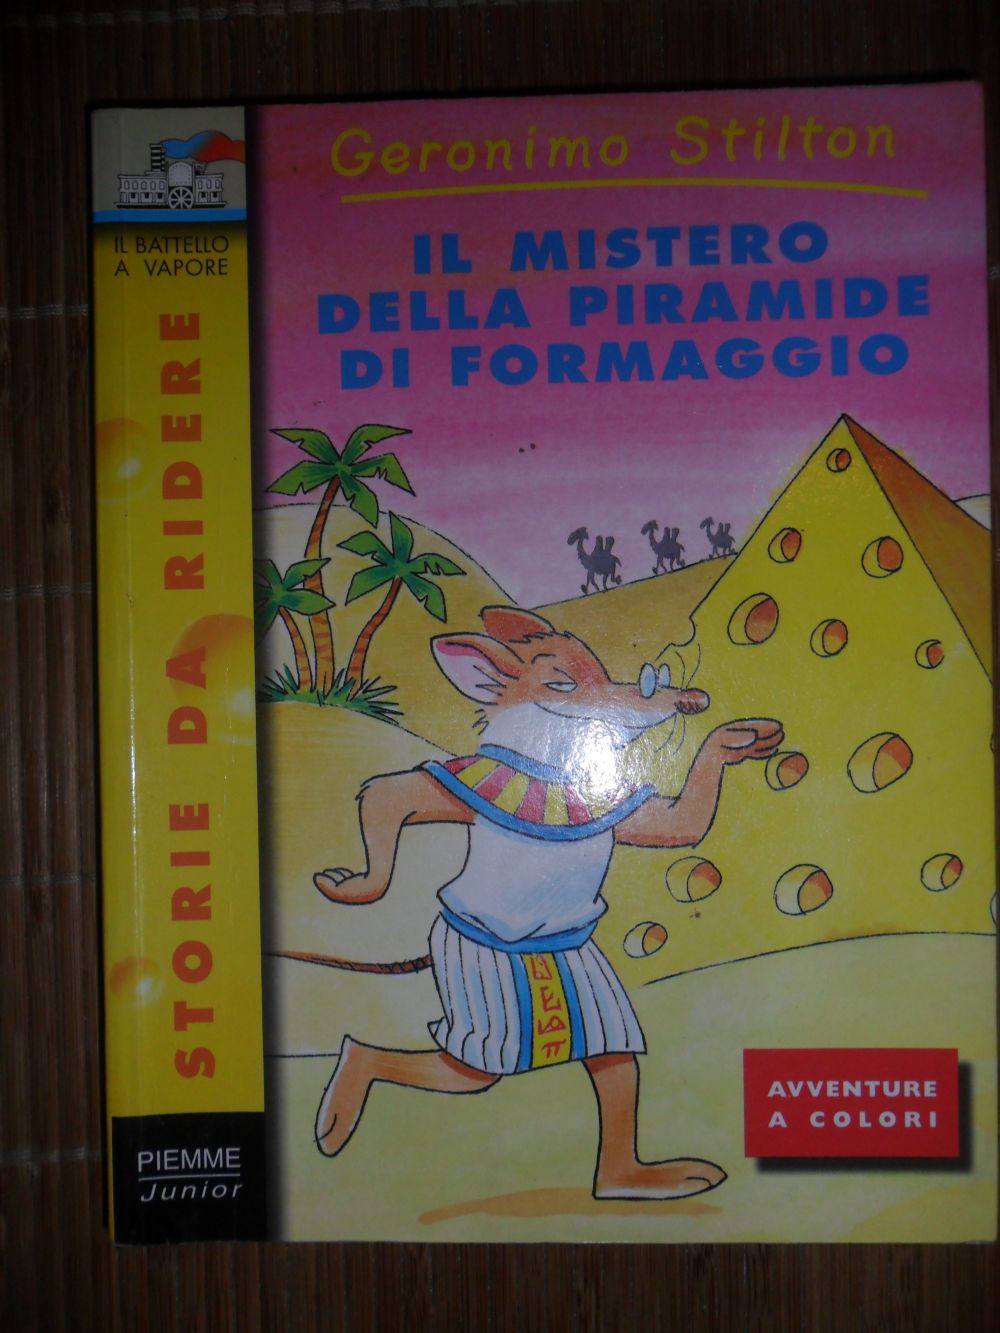 Geronimo Stilton
IL MISTERO
DELLA PIRAMIDE
DI FORMAGGIO
IL BATTELLO
A VAPORE
STORIE DA RIDERE
AVVENTURE
A COLORI
PIEMME
Junior